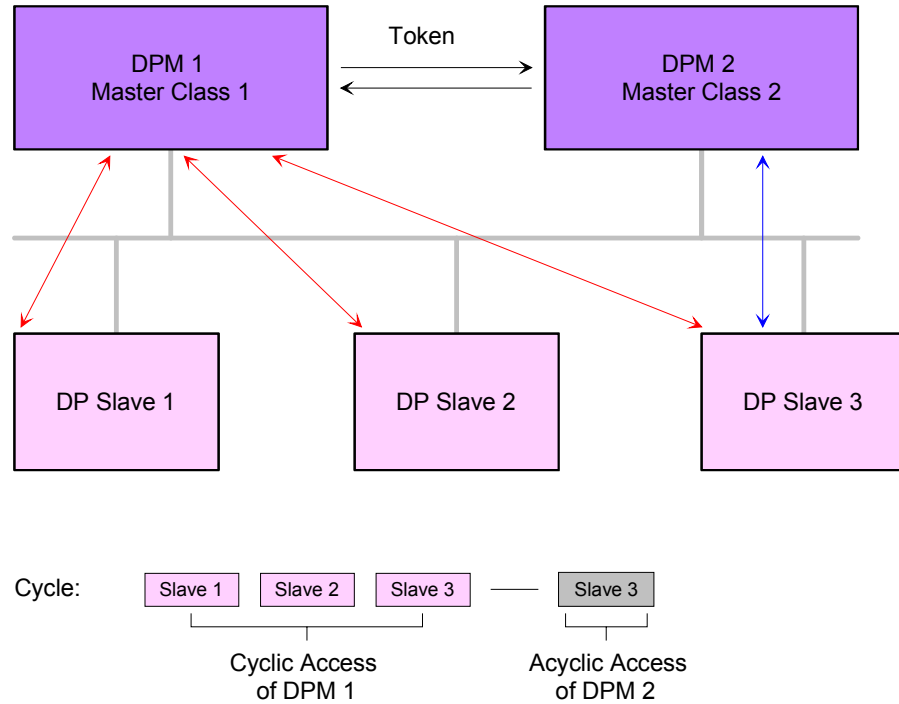 Token
DPM 1
Master Class 1
DPM 2
Master Class 2
DP Slave 1
DP Slave 2
DP Slave 3
Cycle:
Slave 1
Slave 2
Slave 3
Slave 3
Cyclic Access
of DPM 1
Acyclic Access
of DPM 2